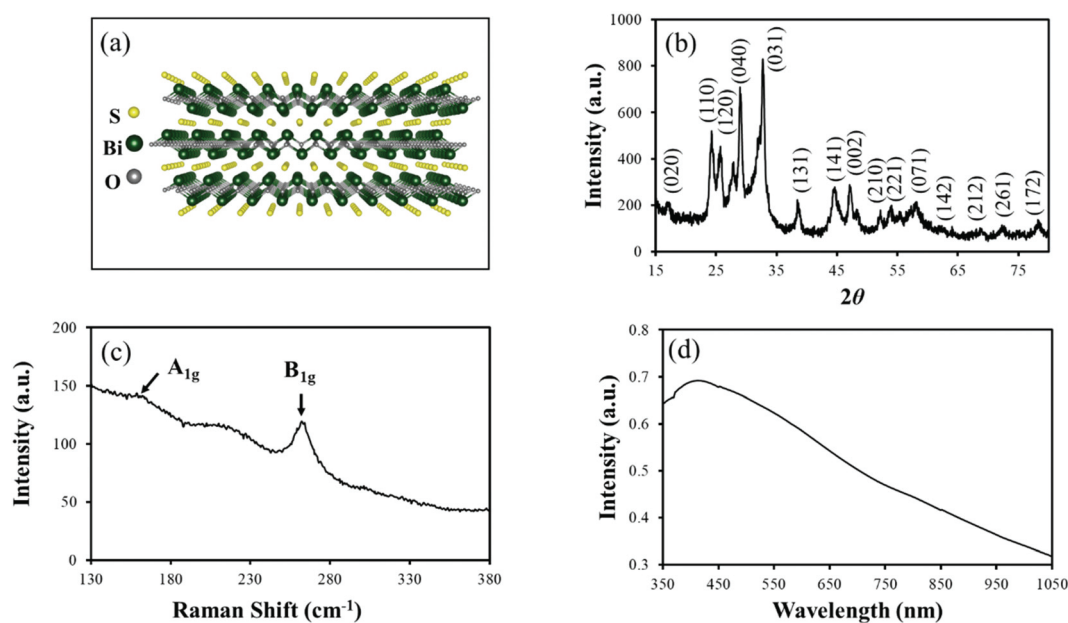 (a)
S
Bi
O
(b)
Intensity (a.u.)
1000
800
600
400
200
0
(020)
(110)
(120)
(040)
(031)
(131)
(141)
(002)
(210)
(221)
(071)
(142)
(212)
(261)
(172)
15 25 35 45 55 65 75
2θ
(c)
Intensity (a.u.)
200
150
100
50
0
A1g
B1g
130 180 230 280 330 380
Raman Shift (cm-1)
(d)
Intensity (a.u.)
0.8
0.7
0.6
0.5
0.4
0.3
350 450 550 650 750 850 950 1050
Wavelength (nm)